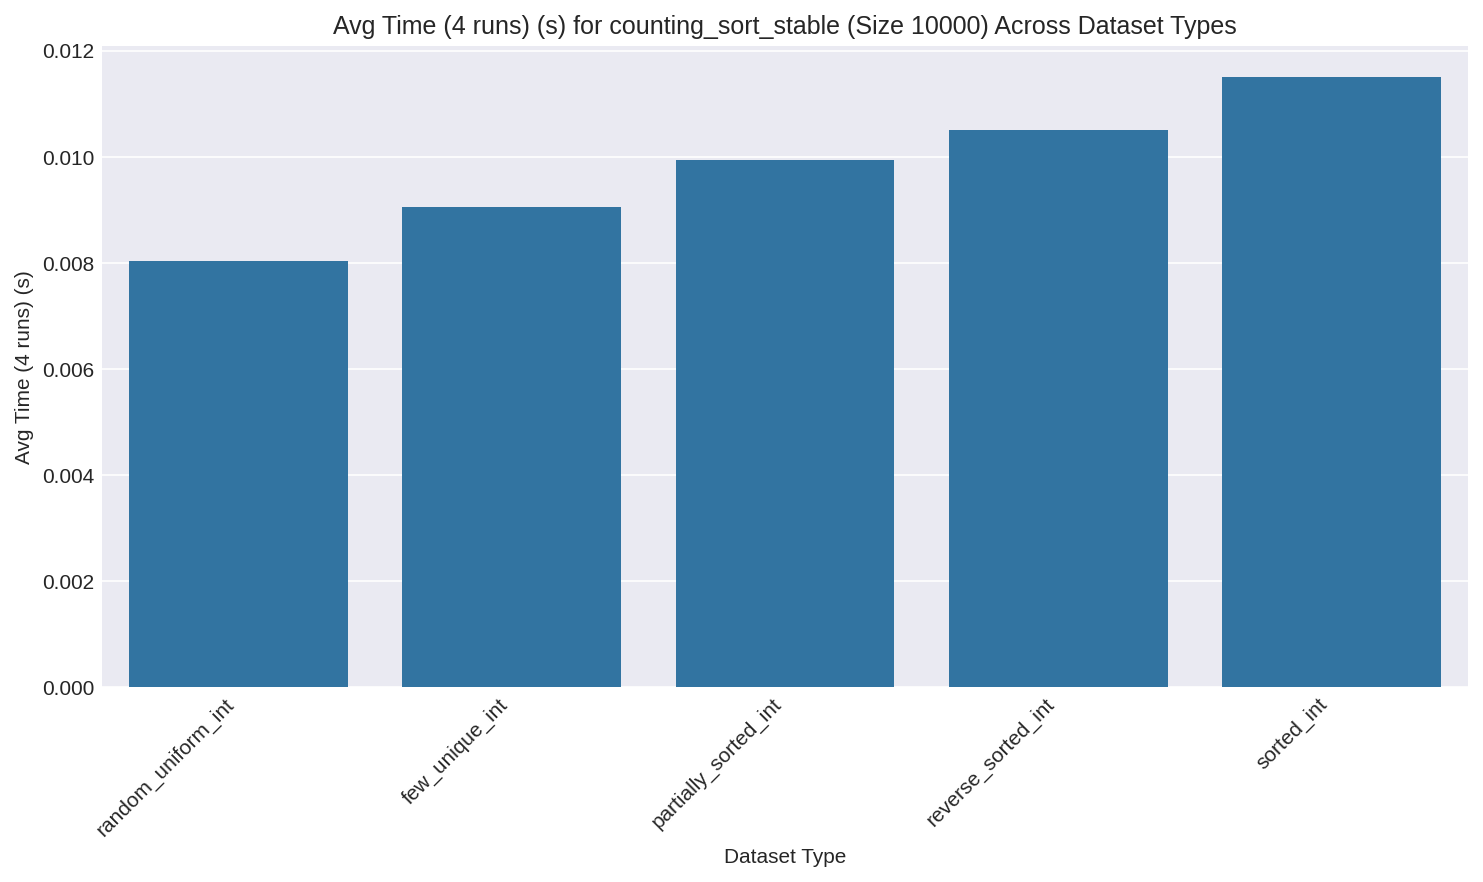 Avg Time (4 runs) (s) for counting_sort_stable (Size 10000) Across Dataset Types
Avg Time (4 runs) (s)
0.012
0.010
0.008
0.006
0.004
0.002
0.000
random_uniform_int
few_unique_int
partially_sorted_int
reverse_sorted_int
sorted_int
Dataset Type